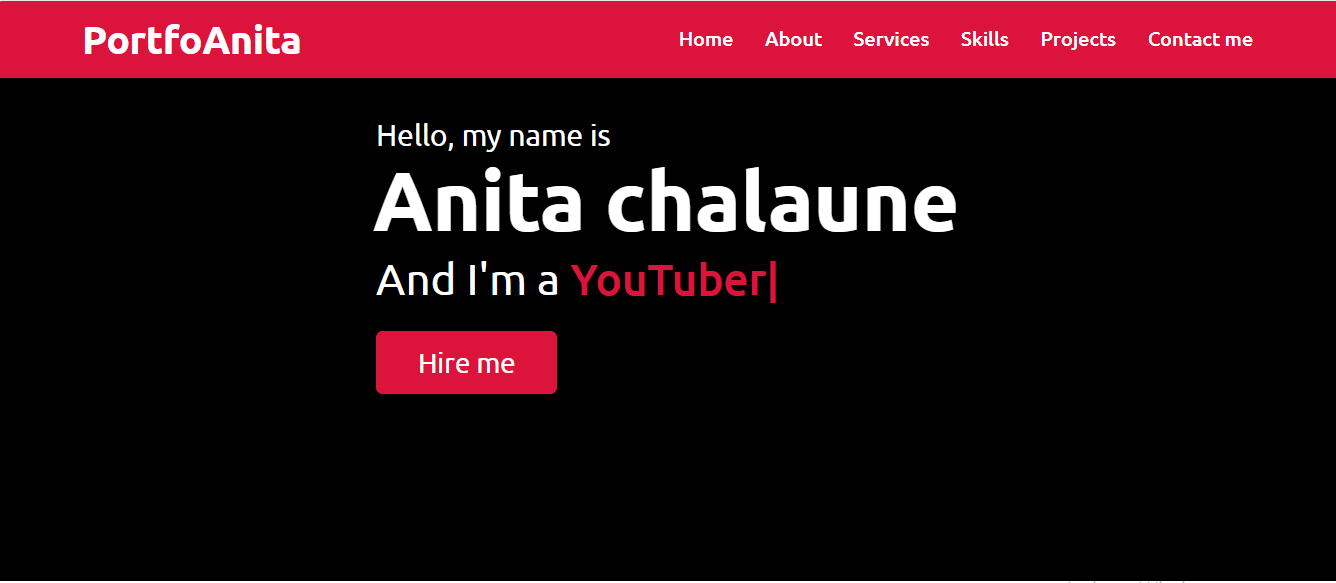 PortfoAnita
Home About Services Skills Projects Contact me
Hello, my name is
Anita chalaune
And I'm a YouTuber|
Hire me